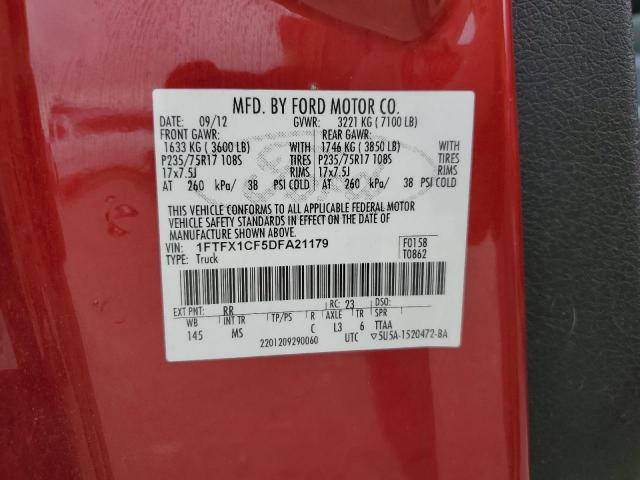 MFD. BY FORD MOTOR CO.
DATE: 09/12 GVWR: 3221 KG ( 7100 LB)
FRONT GAWR: REAR GAWR:
1633 KG ( 3600 LB) WITH 1746 KG ( 3850 LB) WITH
P235/75R17 108S TIRES P235/75R17 108S TIRES
17x7.5J RIMS 17x7.5J RIMS
AT 260 kPa/ 38 PSI COLD AT 260 kPa/ 38 PSI COLD
THIS VEHICLE CONFORMS TO ALL APPLICABLE FEDERAL MOTOR
VEHICLE SAFETY STANDARDS IN EFFECT ON THE DATE OF
MANUFACTURE SHOWN ABOVE.
VIN: 1FTFX1CF5DFA21179 F0158
TYPE: Truck T0862
EXT PNT: RR RC: 23 DSO:
WB INT TR TP/PS R AXLE TR SPR
145 MS C L3 6 TTAA
2201209290060 UTC ▽5U5A-1520472-BA